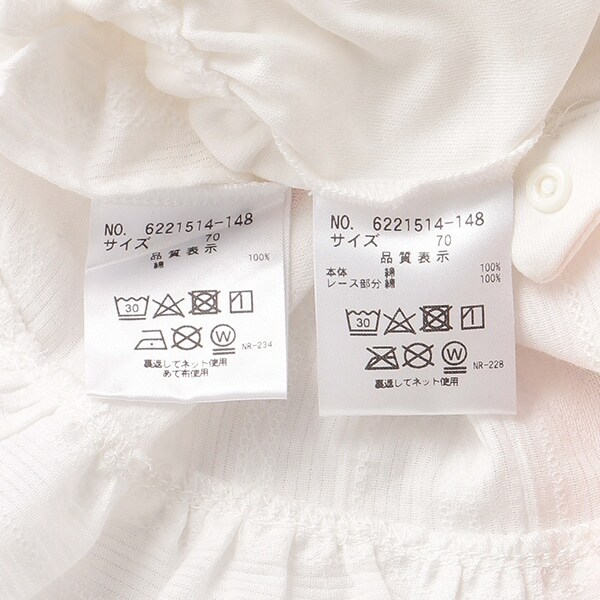 NO. 6221514-148
サイズ 70
品質表示
綿 100%
30
W
NR-234
裏返してネット使用
あて布使用
NO. 6221514-148
サイズ 70
品質表示
本体 綿 100%
レース部分 綿 100%
30
W
NR-228
裏返してネット使用